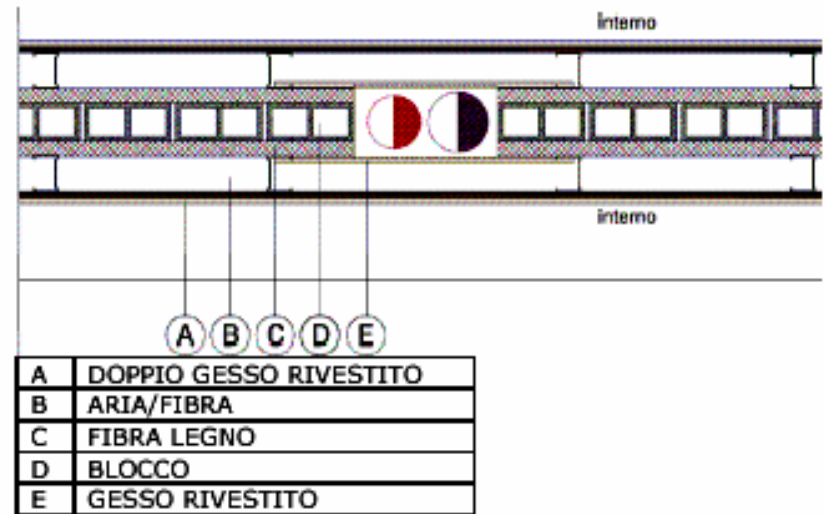 interno
interno
A B C D E
A DOPPIO GESSO RIVESTITO
B ARIA/FIBRA
C FIBRA LEGNO
D BLOCCO
E GESSO RIVESTITO